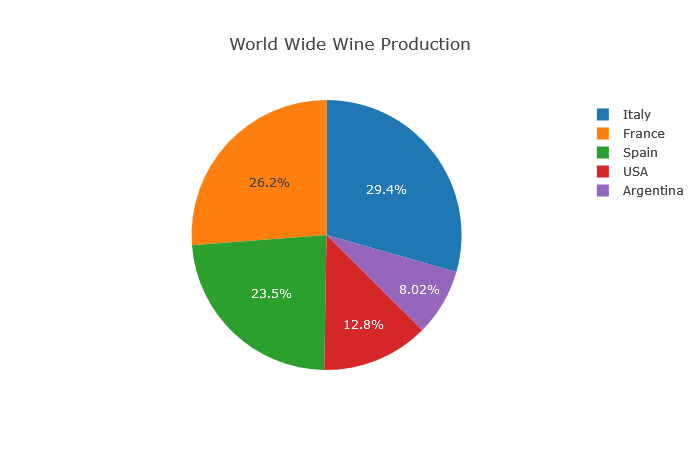 World Wide Wine Production
Italy
France
Spain
USA
Argentina
26.2%
29.4%
8.02%
23.5%
12.8%